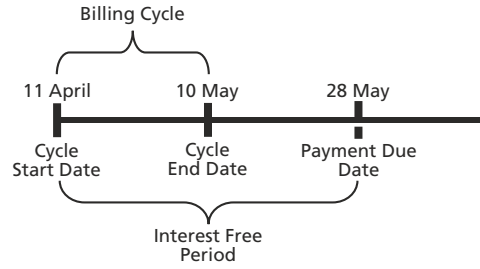 Billing Cycle
11 April
10 May
28 May
Cycle
Start Date
Cycle
End Date
Payment Due
Date
Interest Free
Period